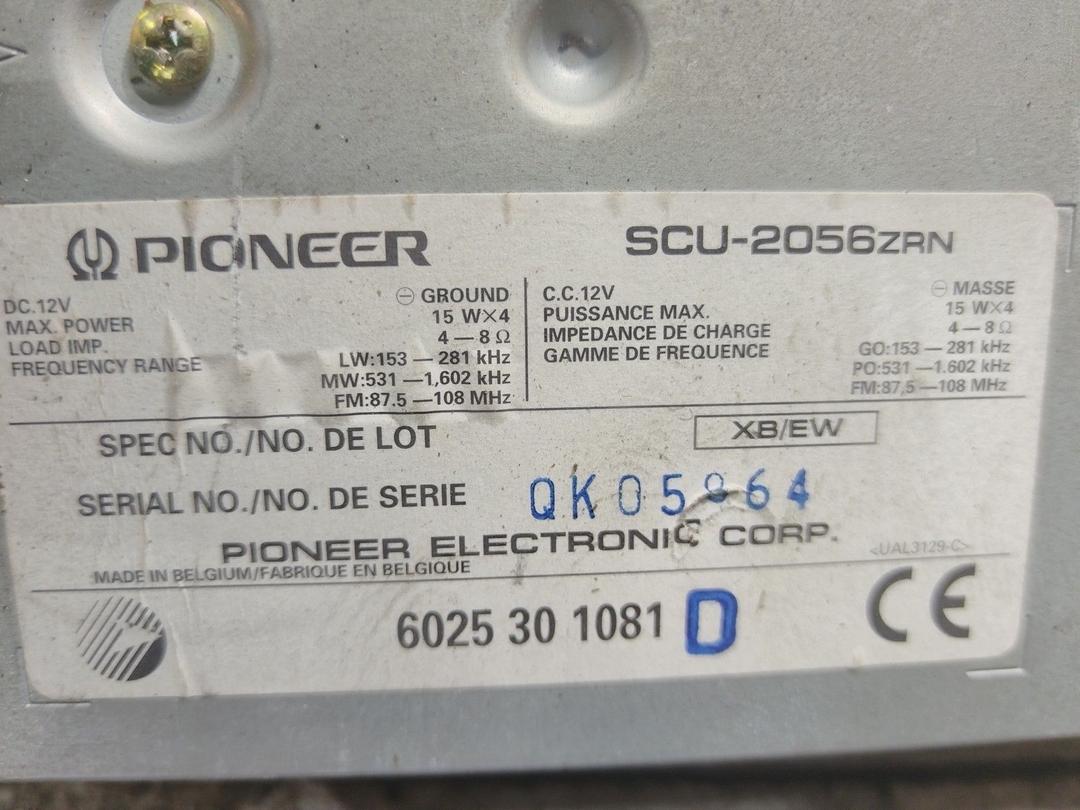 PIONEER
SCU-2056ZRN
DC.12V ⊖ GROUND
MAX. POWER 15 W×4
LOAD IMP. 4 — 8 Ω
FREQUENCY RANGE LW:153 — 281 kHz
MW:531 — 1,602 kHz
FM:87.5 — 108 MHz
C.C.12V ⊖ MASSE
PUISSANCE MAX. 15 W×4
IMPEDANCE DE CHARGE 4 — 8 Ω
GAMME DE FREQUENCE GO:153 — 281 kHz
PO:531 — 1.602 kHz
FM:87,5 — 108 MHz
SPEC NO./NO. DE LOT XB/EW
SERIAL NO./NO. DE SERIE
PIONEER ELECTRONIC CORP.
<UAL3129-C>
MADE IN BELGIUM/FABRIQUE EN BELGIQUE
6025 30 1081 D
CE